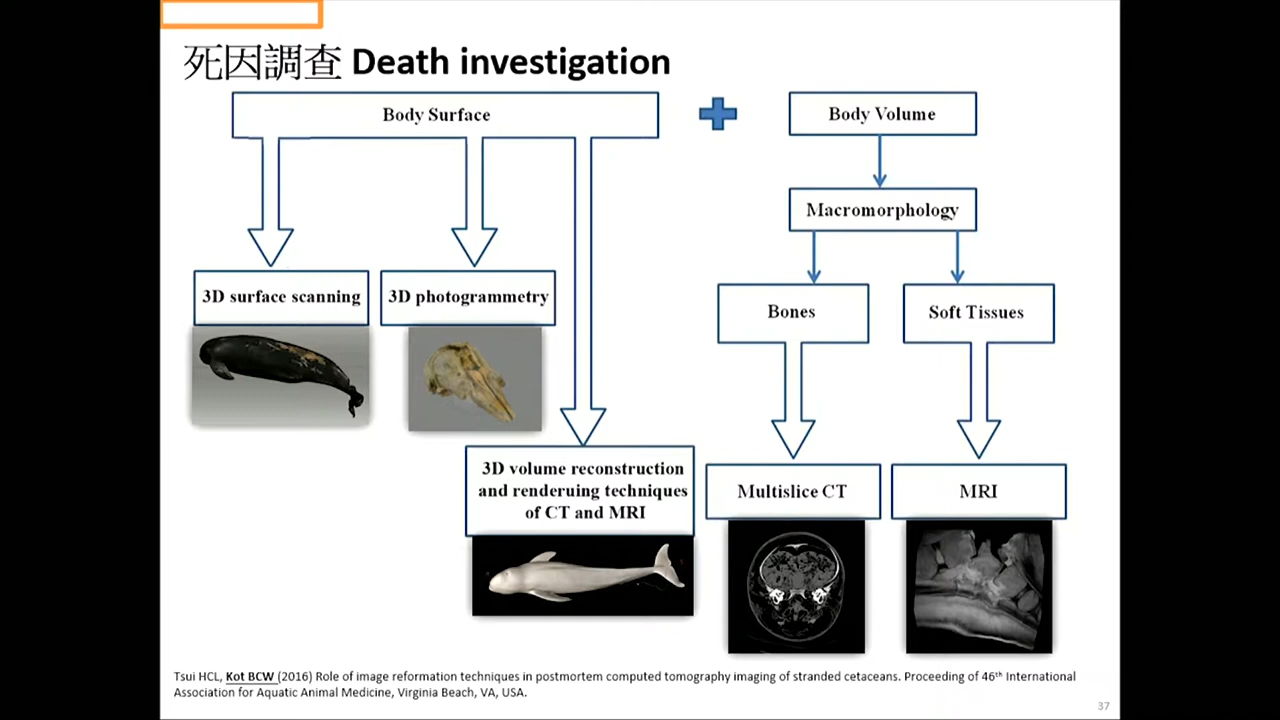 死因調查 Death investigation
Body Surface
Body Volume
Macromorphology
3D surface scanning
3D photogrammetry
Bones
Soft Tissues
3D volume reconstruction
and renderuing techniques
of CT and MRI
Multislice CT
MRI
Tsui HCL, Kot BCW (2016) Role of image reformation techniques in postmortem computed tomography imaging of stranded cetaceans. Proceeding of 46th International
Association for Aquatic Animal Medicine, Virginia Beach, VA, USA.
37